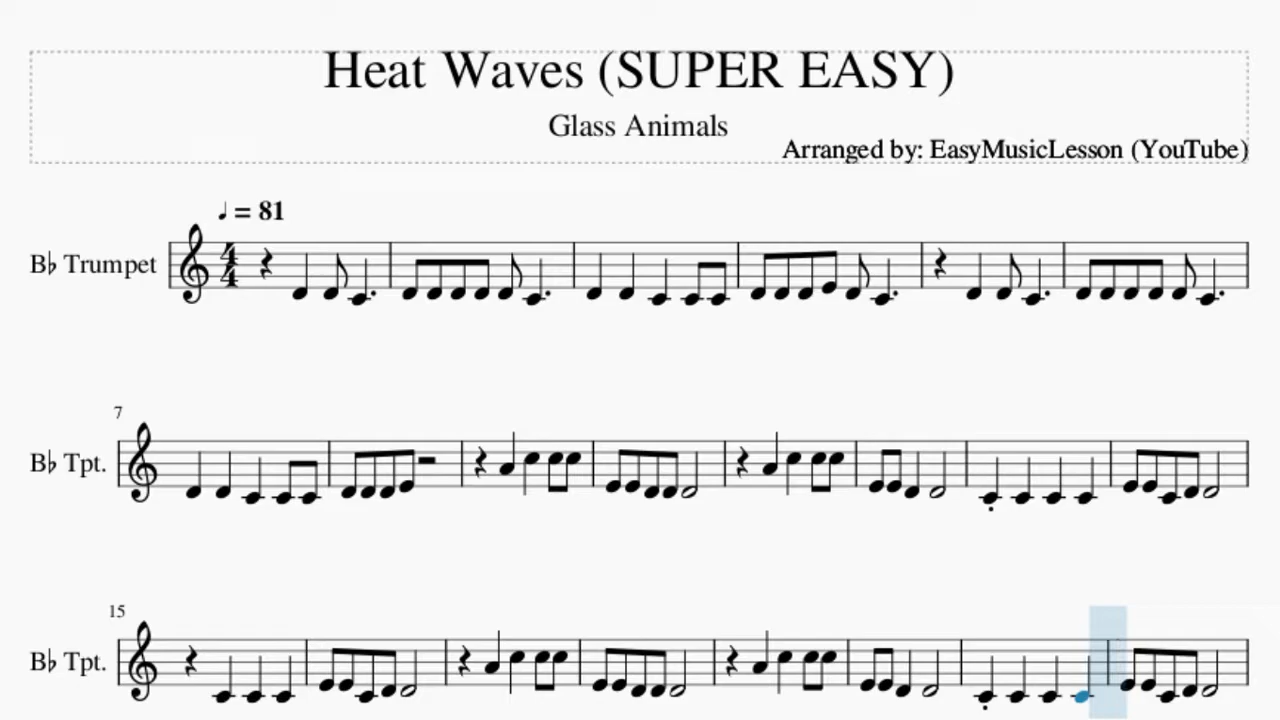 Heat Waves (SUPER EASY)
Glass Animals
Arranged by: EasyMusicLesson (YouTube)
♩ = 81
B♭ Trumpet
4
4
7
B♭ Tpt.
15
B♭ Tpt.